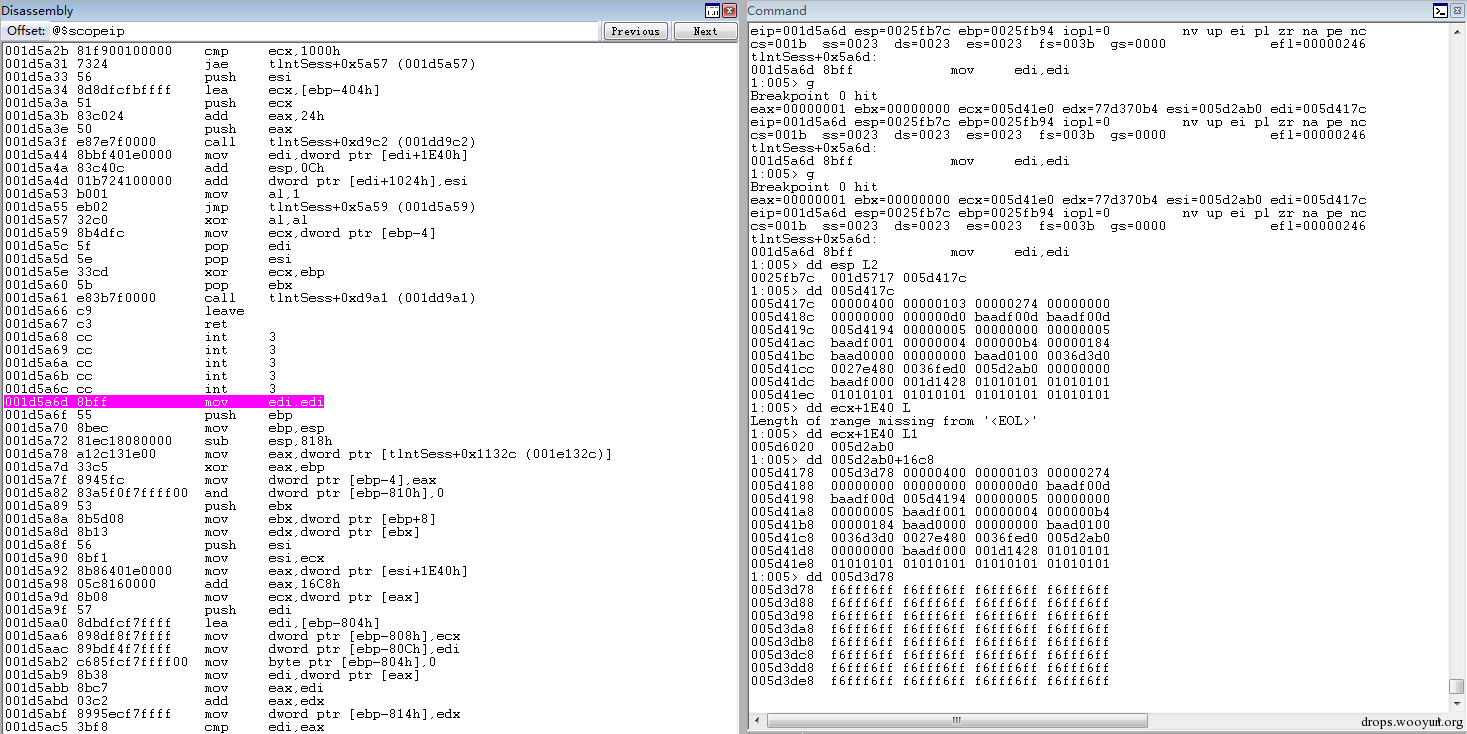 Disassembly
Offset: @$scopeip
Previous
Next
001d5a2b 81f900100000 cmp ecx,1000h
001d5a31 7324 jae tlntSess+0x5a57 (001d5a57)
001d5a33 56 push esi
001d5a34 8d8dfcfbffff lea ecx,[ebp-404h]
001d5a3a 51 push ecx
001d5a3b 83c024 add eax,24h
001d5a3e 50 push eax
001d5a3f e87e7f0000 call tlntSess+0xd9c2 (001dd9c2)
001d5a44 8bbf401e0000 mov edi,dword ptr [edi+1E40h]
001d5a4a 83c40c add esp,0Ch
001d5a4d 01b724100000 add dword ptr [edi+1024h],esi
001d5a53 b001 mov al,1
001d5a55 eb02 jmp tlntSess+0x5a59 (001d5a59)
001d5a57 32c0 xor al,al
001d5a59 8b4dfc mov ecx,dword ptr [ebp-4]
001d5a5c 5f pop edi
001d5a5d 5e pop esi
001d5a5e 33cd xor ecx,ebp
001d5a60 5b pop ebx
001d5a61 e83b7f0000 call tlntSess+0xd9a1 (001dd9a1)
001d5a66 c9 leave
001d5a67 c3 ret
001d5a68 cc int 3
001d5a69 cc int 3
001d5a6a cc int 3
001d5a6b cc int 3
001d5a6c cc int 3
001d5a6d 8bff mov edi,edi
001d5a6f 55 push ebp
001d5a70 8bec mov ebp,esp
001d5a72 81ec18080000 sub esp,818h
001d5a78 a12c131e00 mov eax,dword ptr [tlntSess+0x1132c (001e132c)]
001d5a7d 33c5 xor eax,ebp
001d5a7f 8945fc mov dword ptr [ebp-4],eax
001d5a82 83a5f0f7ffff00 and dword ptr [ebp-810h],0
001d5a89 53 push ebx
001d5a8a 8b5d08 mov ebx,dword ptr [ebp+8]
001d5a8d 8b13 mov edx,dword ptr [ebx]
001d5a8f 56 push esi
001d5a90 8bf1 mov esi,ecx
001d5a92 8b86401e0000 mov eax,dword ptr [esi+1E40h]
001d5a98 05c8160000 add eax,16C8h
001d5a9d 8b08 mov ecx,dword ptr [eax]
001d5a9f 57 push edi
001d5aa0 8dbdfcf7ffff lea edi,[ebp-804h]
001d5aa6 898df8f7ffff mov dword ptr [ebp-808h],ecx
001d5aac 89bdf4f7ffff mov dword ptr [ebp-80Ch],edi
001d5ab2 c685fcf7ffff00 mov byte ptr [ebp-804h],0
001d5ab9 8b38 mov edi,dword ptr [eax]
001d5abb 8bc7 mov eax,edi
001d5abd 03c2 add eax,edx
001d5abf 8995ecf7ffff mov dword ptr [ebp-814h],edx
001d5ac5 3bf8 cmp edi,eax
Command
eip=001d5a6d esp=0025fb7c ebp=0025fb94 iopl=0 nv up ei pl zr na pe nc
cs=001b ss=0023 ds=0023 es=0023 fs=003b gs=0000 efl=00000246
tlntSess+0x5a6d:
001d5a6d 8bff mov edi,edi
1:005> g
Breakpoint 0 hit
eax=00000001 ebx=00000000 ecx=005d41e0 edx=77d370b4 esi=005d2ab0 edi=005d417c
eip=001d5a6d esp=0025fb7c ebp=0025fb94 iopl=0 nv up ei pl zr na pe nc
cs=001b ss=0023 ds=0023 es=0023 fs=003b gs=0000 efl=00000246
tlntSess+0x5a6d:
001d5a6d 8bff mov edi,edi
1:005> g
Breakpoint 0 hit
eax=00000001 ebx=00000000 ecx=005d41e0 edx=77d370b4 esi=005d2ab0 edi=005d417c
eip=001d5a6d esp=0025fb7c ebp=0025fb94 iopl=0 nv up ei pl zr na pe nc
cs=001b ss=0023 ds=0023 es=0023 fs=003b gs=0000 efl=00000246
tlntSess+0x5a6d:
001d5a6d 8bff mov edi,edi
1:005> dd esp L2
0025fb7c 001d5717 005d417c
1:005> dd 005d417c
005d417c 00000400 00000103 00000274 00000000
005d418c 00000000 000000d0 baadf00d baadf00d
005d419c 005d4194 00000005 00000000 00000005
005d41ac baadf001 00000004 000000b4 00000184
005d41bc baad0000 00000000 baad0100 0036d3d0
005d41cc 0027e480 0036fed0 005d2ab0 00000000
005d41dc baadf000 001d1428 01010101 01010101
005d41ec 01010101 01010101 01010101 01010101
1:005> dd ecx+1E40 L
Length of range missing from '<EOL>'
1:005> dd ecx+1E40 L1
005d6020 005d2ab0
1:005> dd 005d2ab0+16c8
005d4178 005d3d78 00000400 00000103 00000274
005d4188 00000000 00000000 000000d0 baadf00d
005d4198 baadf00d 005d4194 00000005 00000000
005d41a8 00000005 baadf001 00000004 000000b4
005d41b8 00000184 baad0000 00000000 baad0100
005d41c8 0036d3d0 0027e480 0036fed0 005d2ab0
005d41d8 00000000 baadf000 001d1428 01010101
005d41e8 01010101 01010101 01010101 01010101
1:005> dd 005d3d78
005d3d78 f6fff6ff f6fff6ff f6fff6ff f6fff6ff
005d3d88 f6fff6ff f6fff6ff f6fff6ff f6fff6ff
005d3d98 f6fff6ff f6fff6ff f6fff6ff f6fff6ff
005d3da8 f6fff6ff f6fff6ff f6fff6ff f6fff6ff
005d3db8 f6fff6ff f6fff6ff f6fff6ff f6fff6ff
005d3dc8 f6fff6ff f6fff6ff f6fff6ff f6fff6ff
005d3dd8 f6fff6ff f6fff6ff f6fff6ff f6fff6ff
005d3de8 f6fff6ff f6fff6ff f6fff6ff f6fff6ff
drops.wooyun.org